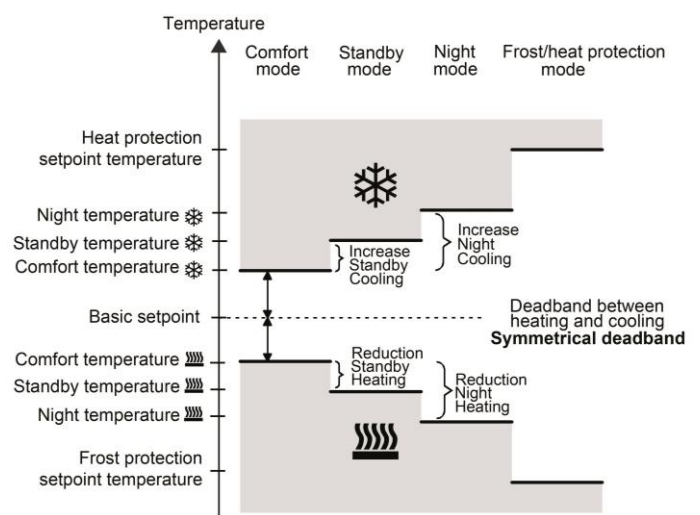 Temperature
Comfort mode
Standby mode
Night mode
Frost/heat protection mode
Heat protection
setpoint temperature
Night temperature
Standby temperature
Comfort temperature
Increase
Standby
Cooling
Increase
Night
Cooling
Basic setpoint
Deadband between
heating and cooling
Symmetrical deadband
Comfort temperature
Standby temperature
Night temperature
Reduction
Standby
Heating
Reduction
Night
Heating
Frost protection
setpoint temperature